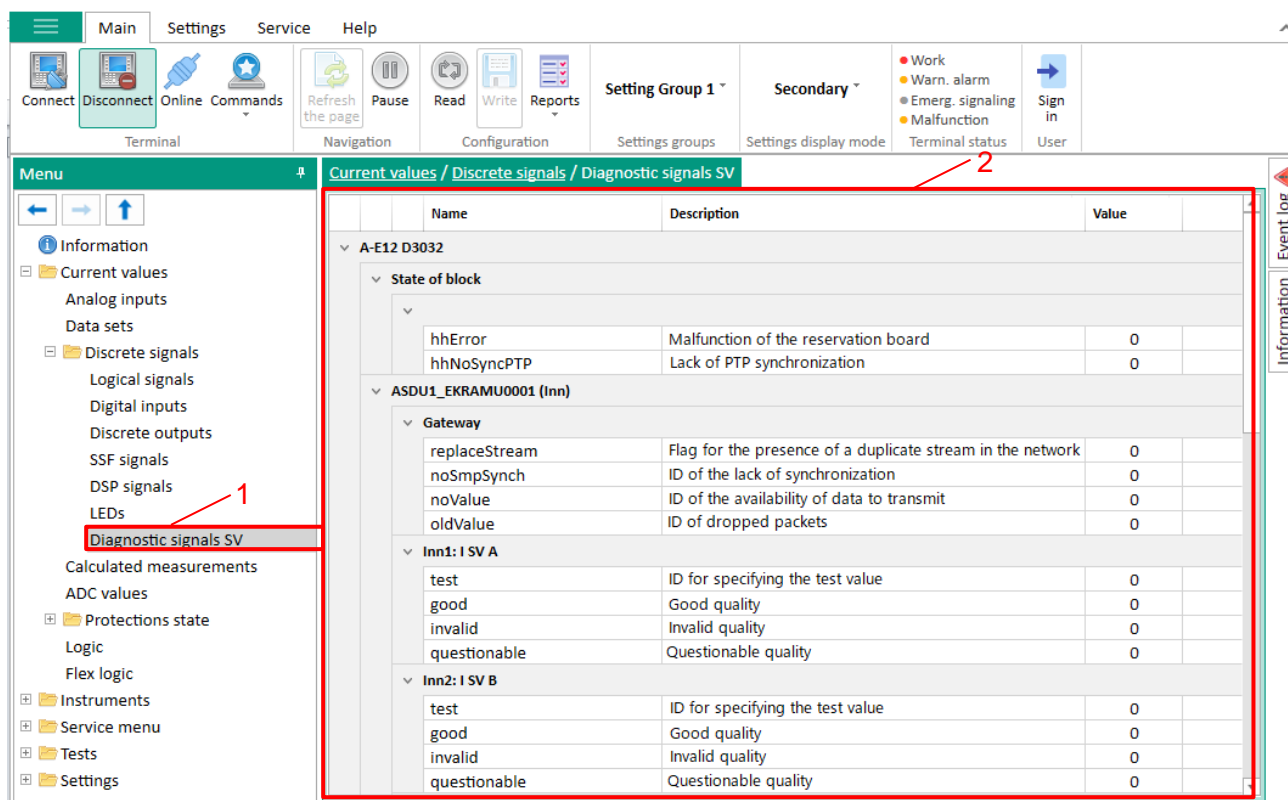 Main Settings Service Help
Connect Disconnect Online Commands Refresh the page Pause Read Write Reports Setting Group 1 Secondary
Work
Warn. alarm
Emerg. signaling
Malfunction
Sign in
Terminal Navigation Configuration Settings groups Settings display mode Terminal status User
Menu
Current values / Discrete signals / Diagnostic signals SV
2
Information
Current values
Analog inputs
Data sets
Discrete signals
Logical signals
Digital inputs
Discrete outputs
SSF signals
DSP signals
1
LEDs
Diagnostic signals SV
Calculated measurements
ADC values
Protections state
Logic
Flex logic
Instruments
Service menu
Tests
Settings
Name Description Value
A-E12 D3032
State of block
hhError Malfunction of the reservation board 0
hhNoSyncPTP Lack of PTP synchronization 0
ASDU1_EKRAMU0001 (Inn)
Gateway
replaceStream Flag for the presence of a duplicate stream in the network 0
noSmpSynch ID of the lack of synchronization 0
noValue ID of the availability of data to transmit 0
oldValue ID of dropped packets 0
Inn1: I SV A
test ID for specifying the test value 0
good Good quality 0
invalid Invalid quality 0
questionable Questionable quality 0
Inn2: I SV B
test ID for specifying the test value 0
good Good quality 0
invalid Invalid quality 0
questionable Questionable quality 0
Event log
Information